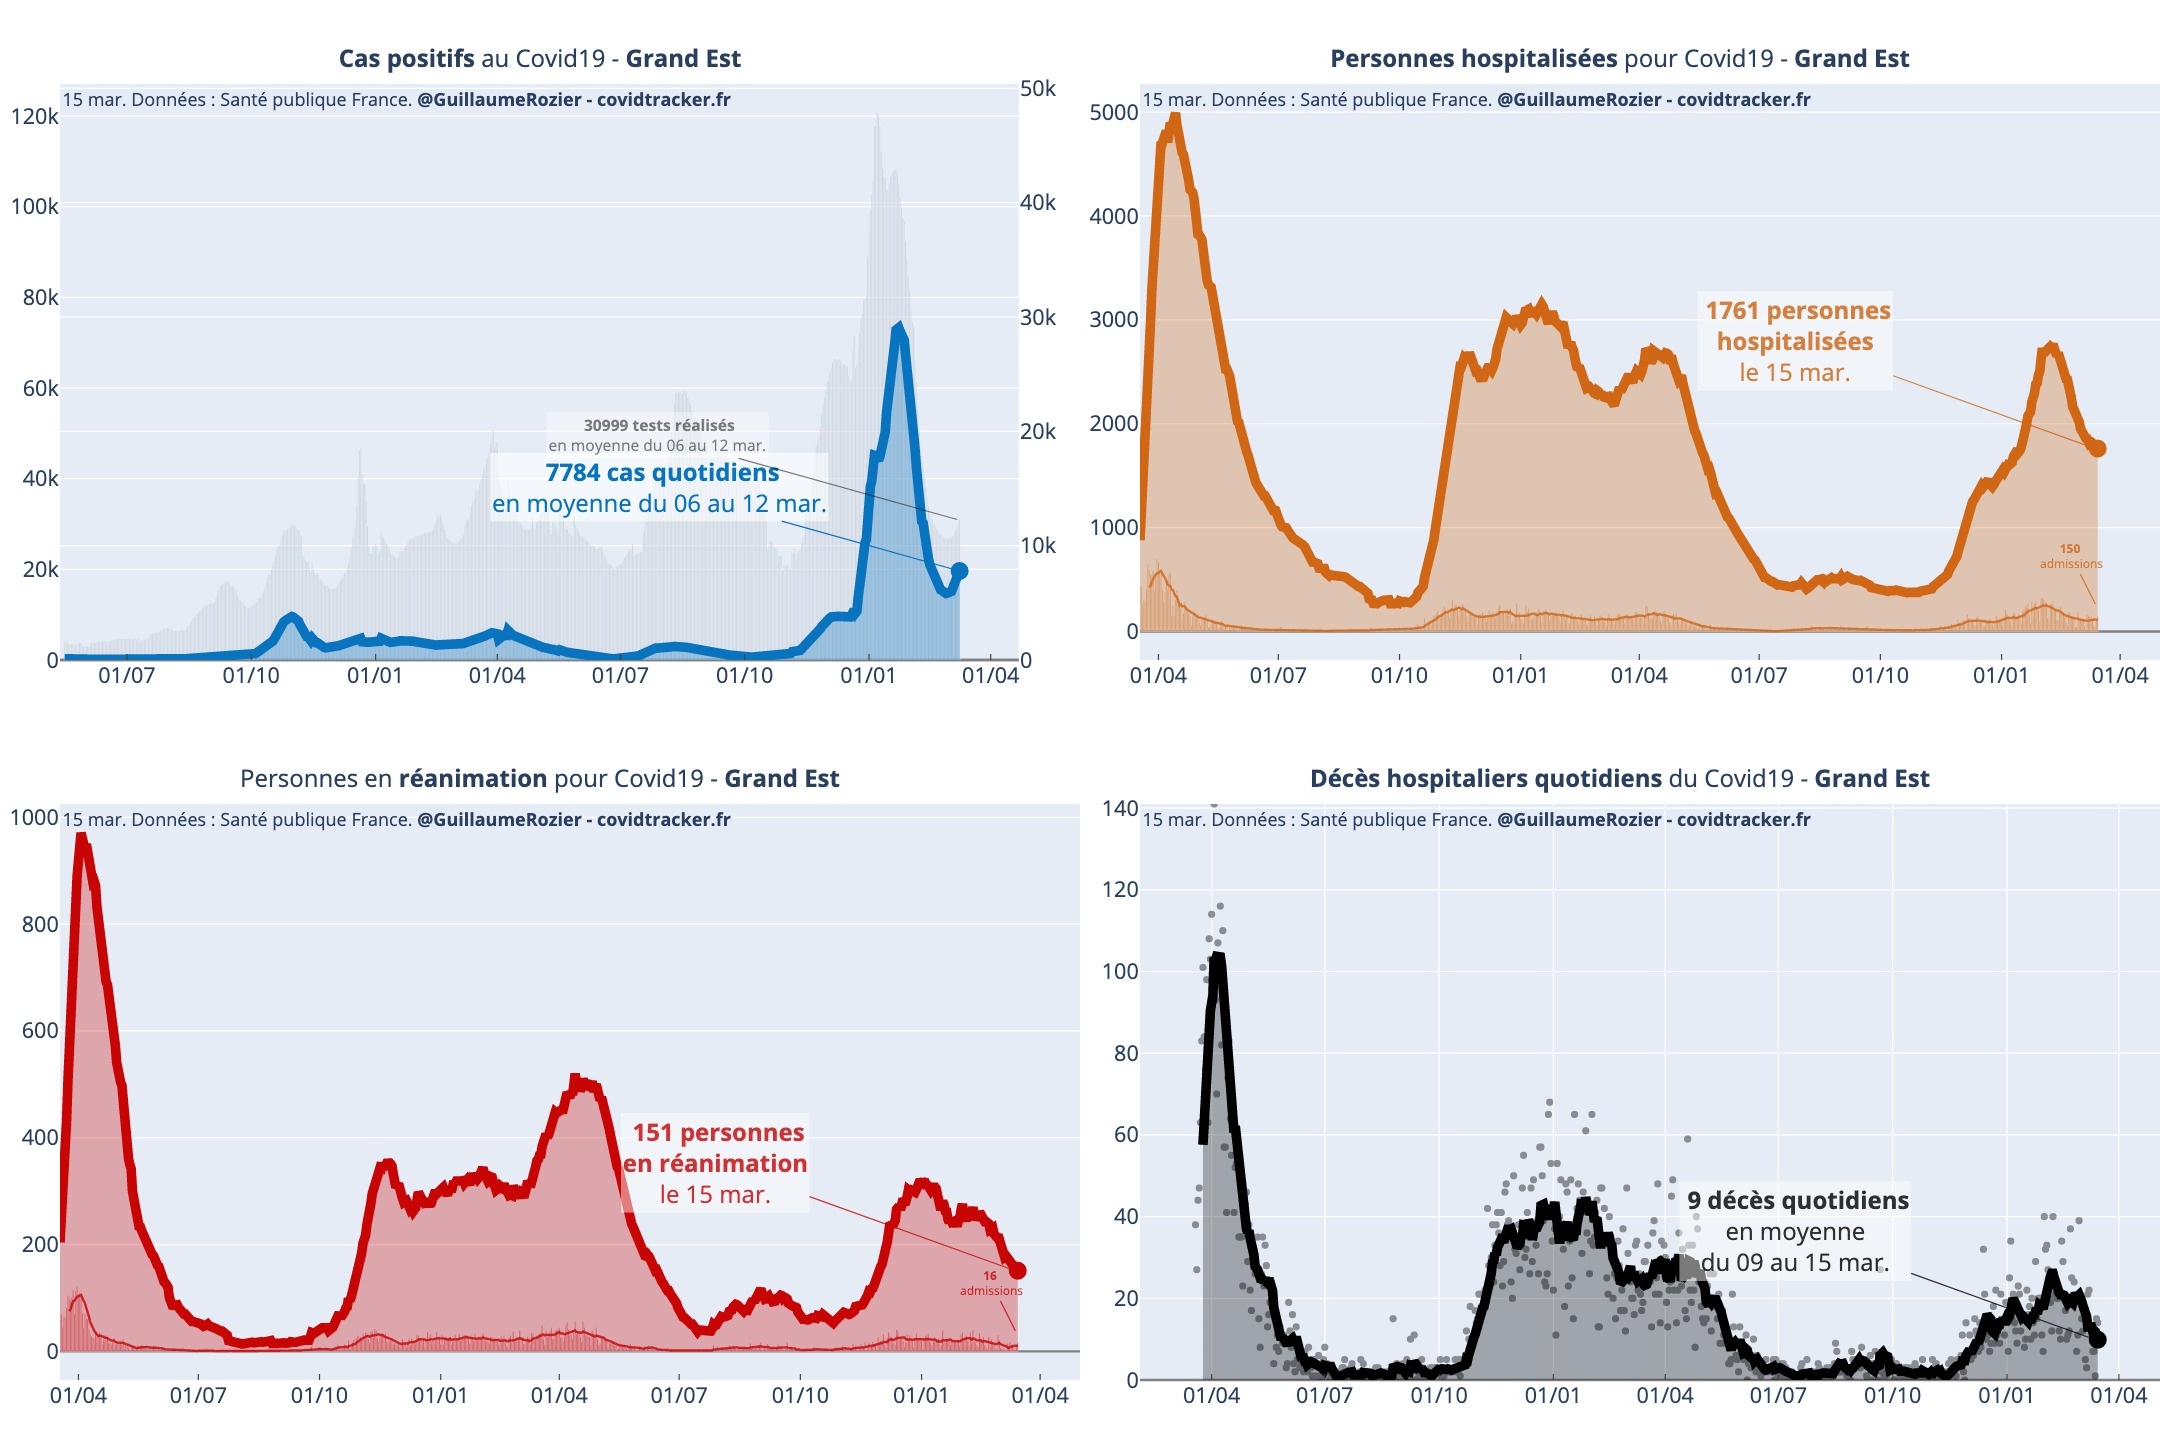 Cas positifs au Covid19 - Grand Est
15 mar. Données : Santé publique France. @GuillaumeRozier - covidtracker.fr
120k
100k
80k
60k
40k
20k
0
50k
40k
30k
20k
10k
0
30999 tests réalisés
en moyenne du 06 au 12 mar.
7784 cas quotidiens
en moyenne du 06 au 12 mar.
01/07 01/10 01/01 01/04 01/07 01/10 01/01 01/04
Personnes hospitalisées pour Covid19 - Grand Est
15 mar. Données : Santé publique France. @GuillaumeRozier - covidtracker.fr
5000
4000
3000
2000
1000
0
1761 personnes
hospitalisées
le 15 mar.
150
admissions
01/04 01/07 01/10 01/01 01/04 01/07 01/10 01/01 01/04
Personnes en réanimation pour Covid19 - Grand Est
15 mar. Données : Santé publique France. @GuillaumeRozier - covidtracker.fr
1000
800
600
400
200
0
151 personnes
en réanimation
le 15 mar.
16
admissions
01/04 01/07 01/10 01/01 01/04 01/07 01/10 01/01 01/04
Décès hospitaliers quotidiens du Covid19 - Grand Est
15 mar. Données : Santé publique France. @GuillaumeRozier - covidtracker.fr
140
120
100
80
60
40
20
0
9 décès quotidiens
en moyenne
du 09 au 15 mar.
01/04 01/07 01/10 01/01 01/04 01/07 01/10 01/01 01/04